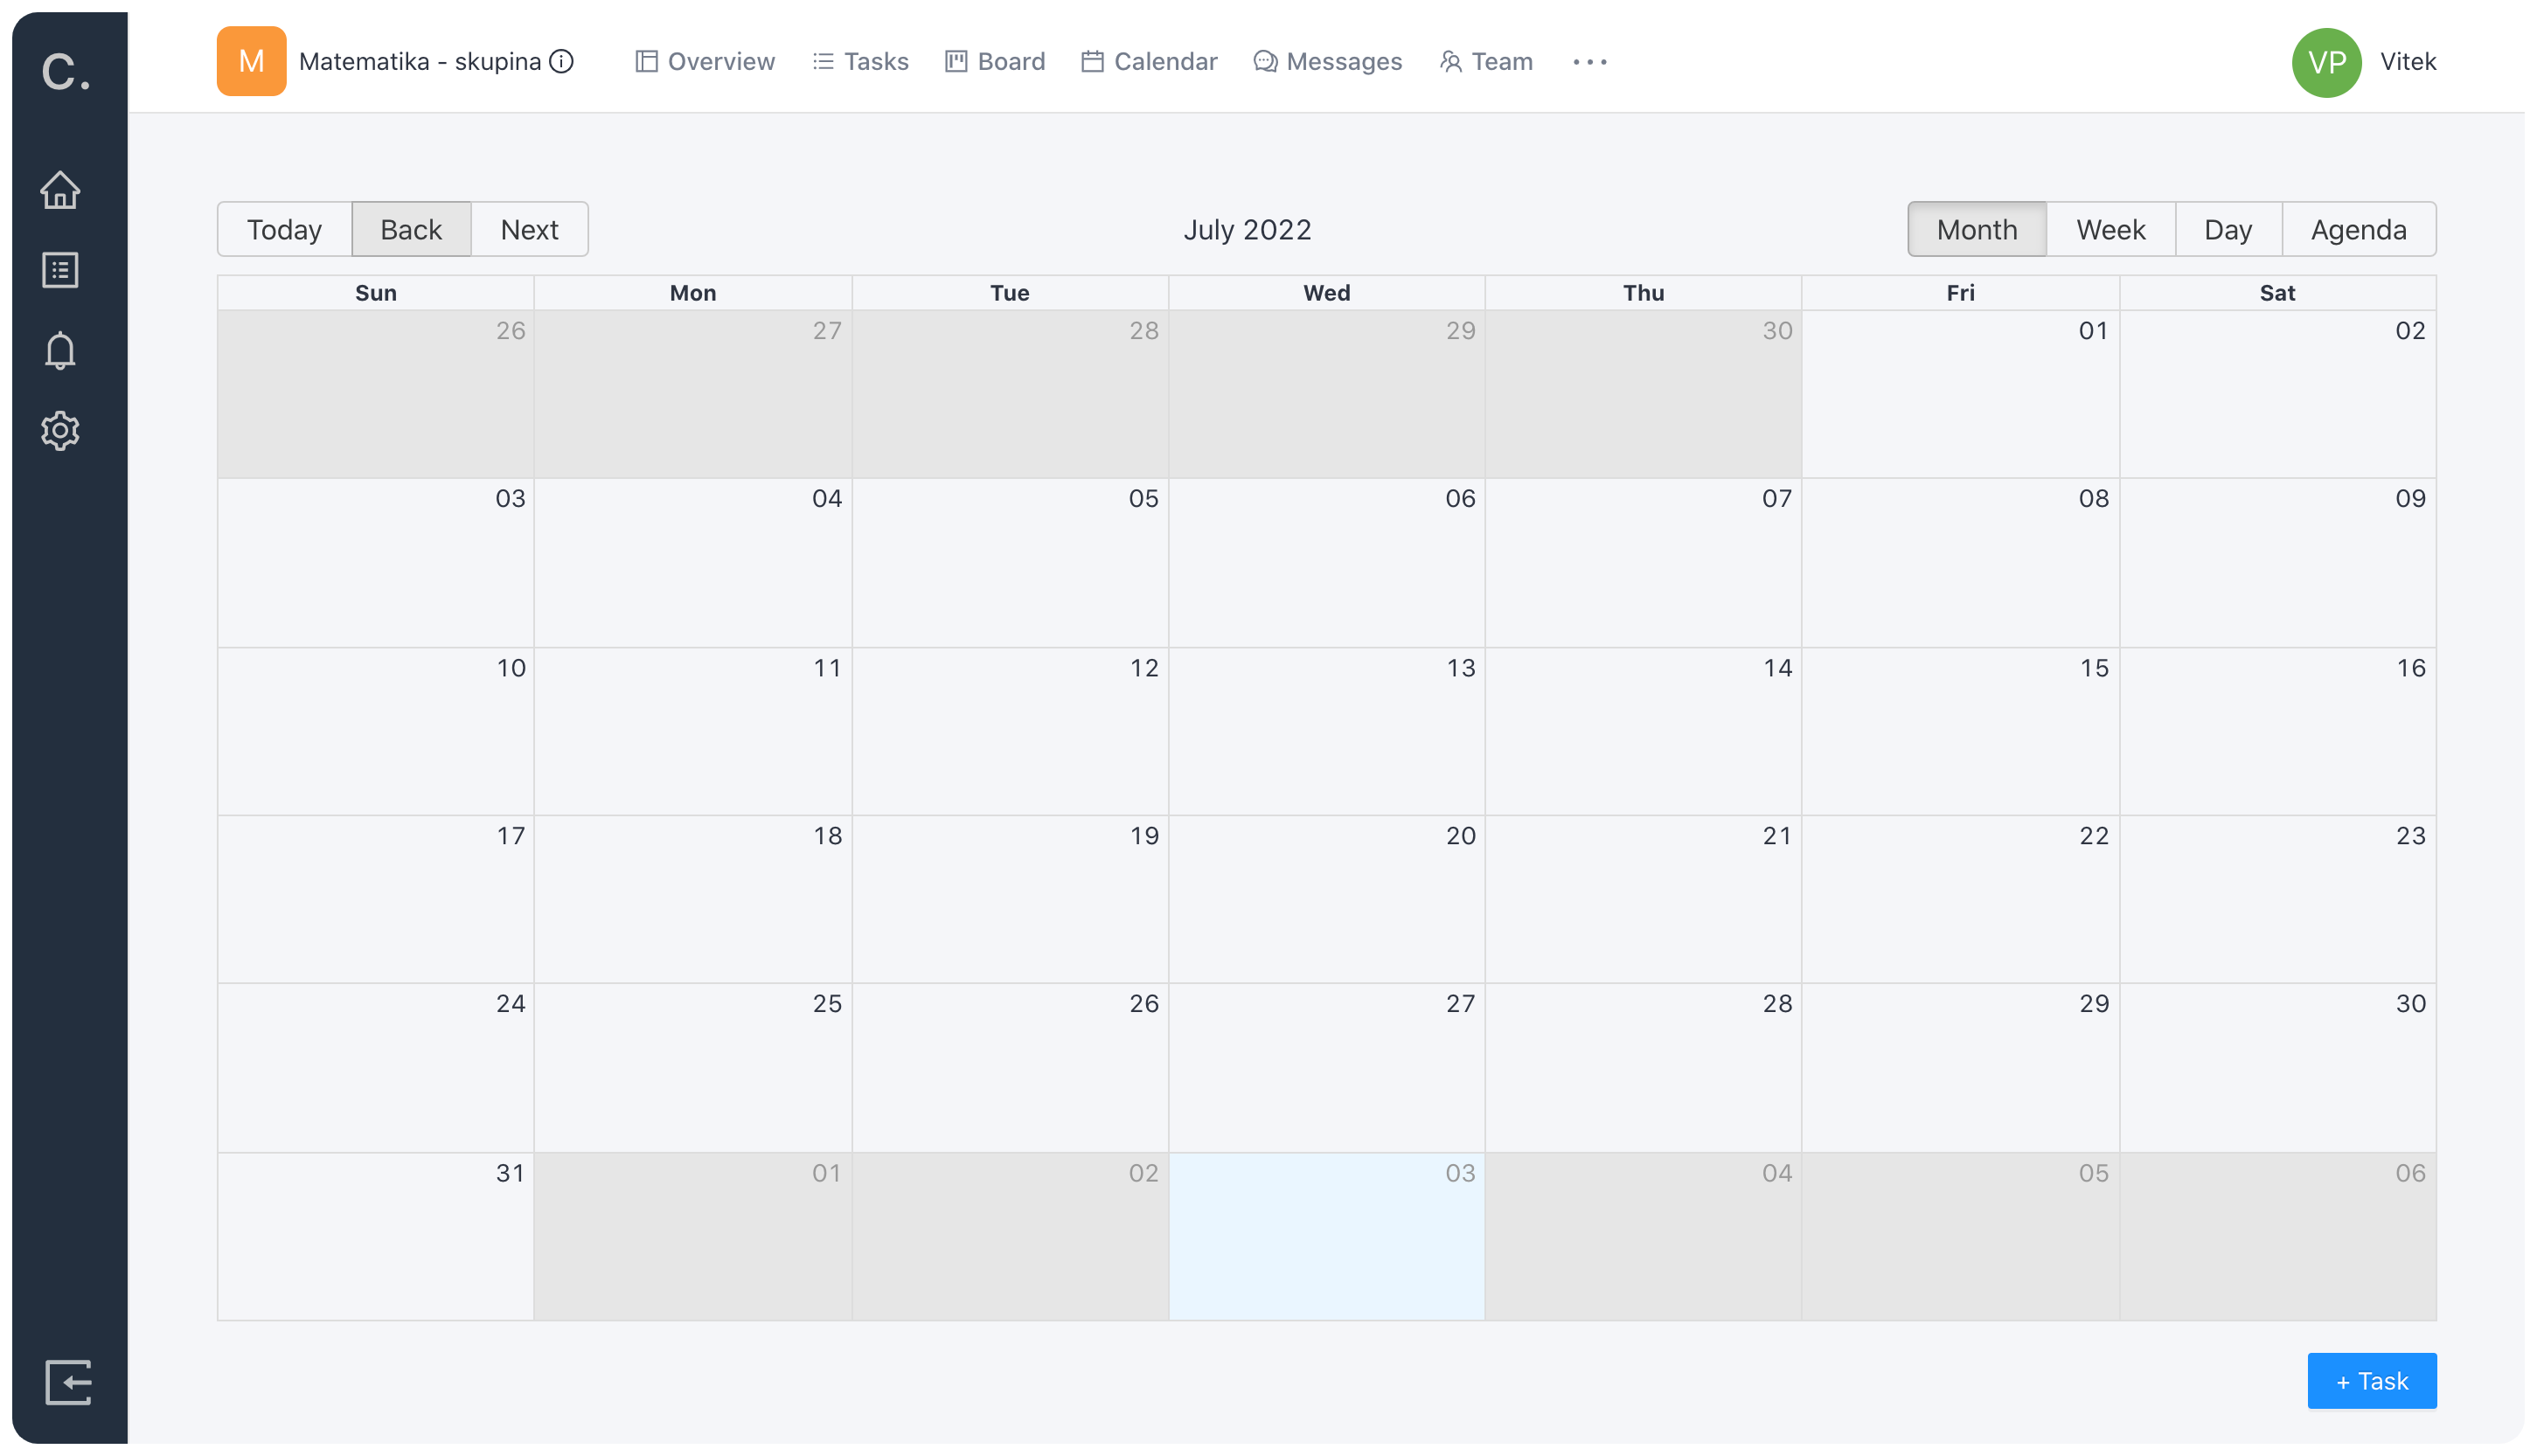 C.
M Matematika - skupina Overview Tasks Board Calendar Messages Team ••• VP Vitek
Today Back Next July 2022 Month Week Day Agenda
Sun Mon Tue Wed Thu Fri Sat
26 27 28 29 30 01 02
03 04 05 06 07 08 09
10 11 12 13 14 15 16
17 18 19 20 21 22 23
24 25 26 27 28 29 30
31 01 02 03 04 05 06
+ Task